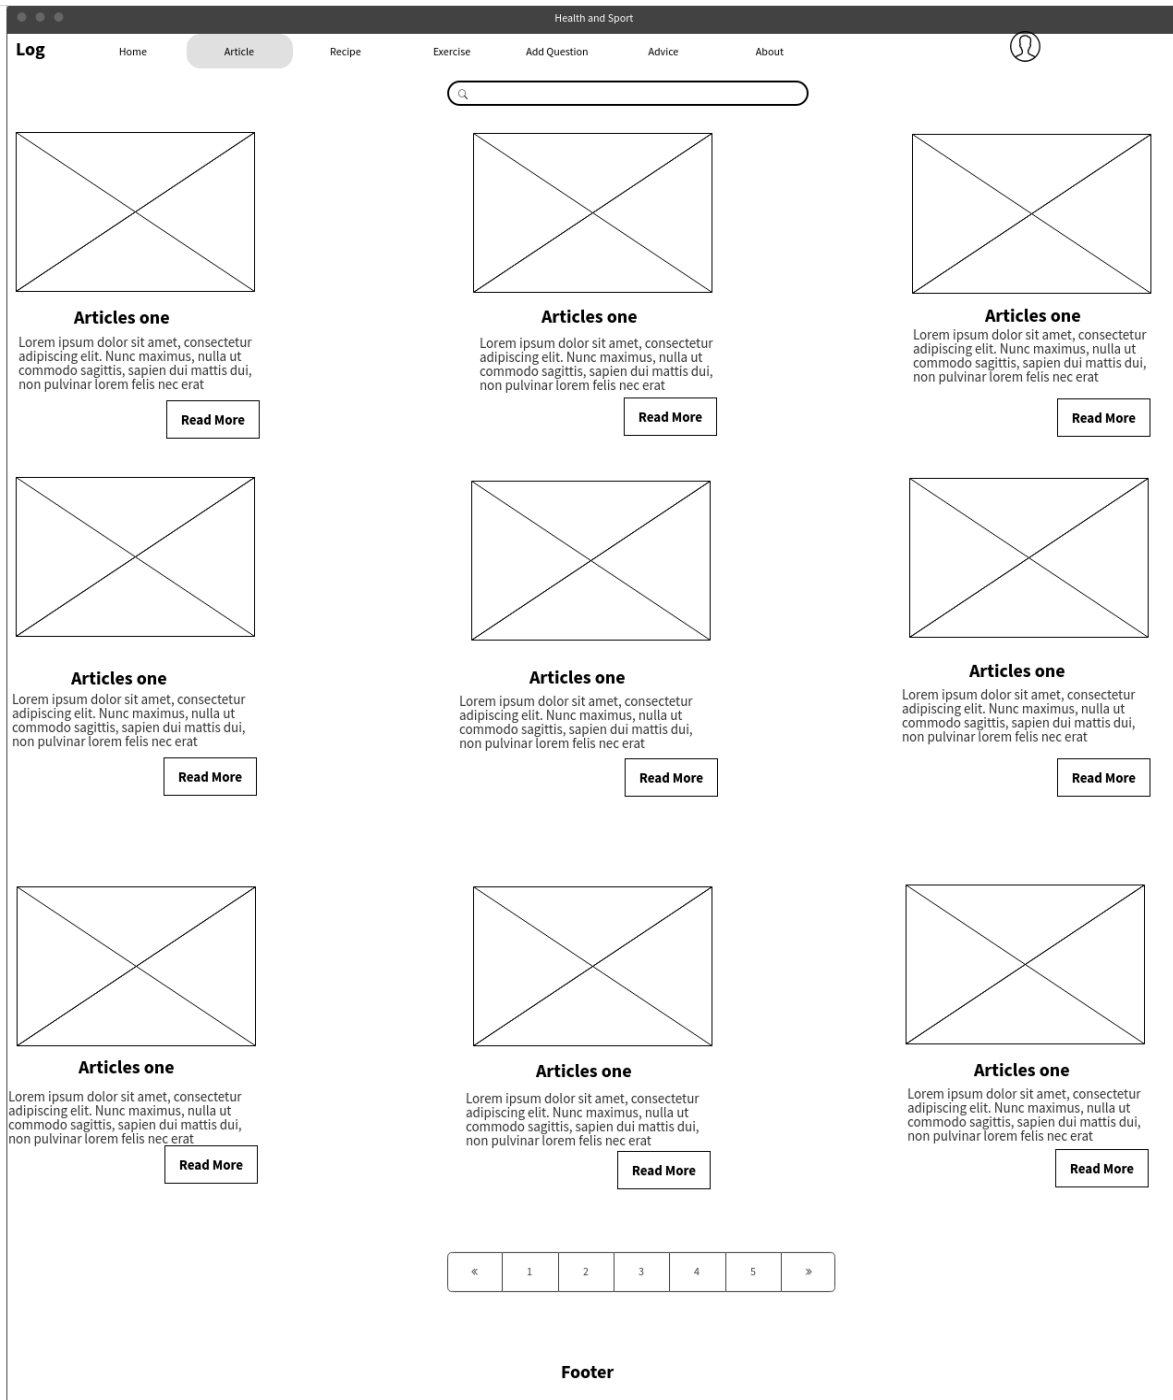 Health and Sport
Log
Home
Article
Recipe
Exercise
Add Question
Advice
About
Articles one
Lorem ipsum dolor sit amet, consectetur
adipiscing elit. Nunc maximus, nulla ut
commodo sagittis, sapien dui mattis dui,
non pulvinar lorem felis nec erat
Read More
Articles one
Lorem ipsum dolor sit amet, consectetur
adipiscing elit. Nunc maximus, nulla ut
commodo sagittis, sapien dui mattis dui,
non pulvinar lorem felis nec erat
Read More
Articles one
Lorem ipsum dolor sit amet, consectetur
adipiscing elit. Nunc maximus, nulla ut
commodo sagittis, sapien dui mattis dui,
non pulvinar lorem felis nec erat
Read More
Articles one
Lorem ipsum dolor sit amet, consectetur
adipiscing elit. Nunc maximus, nulla ut
commodo sagittis, sapien dui mattis dui,
non pulvinar lorem felis nec erat
Read More
Articles one
Lorem ipsum dolor sit amet, consectetur
adipiscing elit. Nunc maximus, nulla ut
commodo sagittis, sapien dui mattis dui,
non pulvinar lorem felis nec erat
Read More
Articles one
Lorem ipsum dolor sit amet, consectetur
adipiscing elit. Nunc maximus, nulla ut
commodo sagittis, sapien dui mattis dui,
non pulvinar lorem felis nec erat
Read More
Articles one
Lorem ipsum dolor sit amet, consectetur
adipiscing elit. Nunc maximus, nulla ut
commodo sagittis, sapien dui mattis dui,
non pulvinar lorem felis nec erat
Read More
Articles one
Lorem ipsum dolor sit amet, consectetur
adipiscing elit. Nunc maximus, nulla ut
commodo sagittis, sapien dui mattis dui,
non pulvinar lorem felis nec erat
Read More
Articles one
Lorem ipsum dolor sit amet, consectetur
adipiscing elit. Nunc maximus, nulla ut
commodo sagittis, sapien dui mattis dui,
non pulvinar lorem felis nec erat
Read More
« 1 2 3 4 5 »
Footer